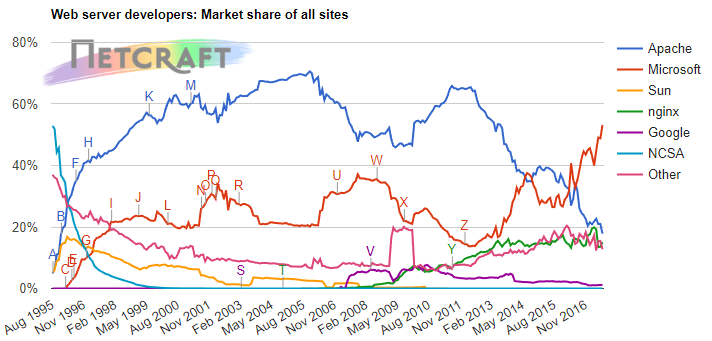 Web server developers: Market share of all sites
NETCRAFT
80%
60%
40%
20%
0%
A
B
C
D
E
F
G
H
I
J
K
L
M
N
O
P
Q
R
S
T
U
V
W
X
Y
Z
Aug 1995
Nov 1996
Feb 1998
May 1999
Aug 2000
Nov 2001
Feb 2003
May 2004
Aug 2005
Nov 2006
Feb 2008
May 2009
Aug 2010
Nov 2011
Feb 2013
May 2014
Aug 2015
Nov 2016
Apache
Microsoft
Sun
nginx
Google
NCSA
Other